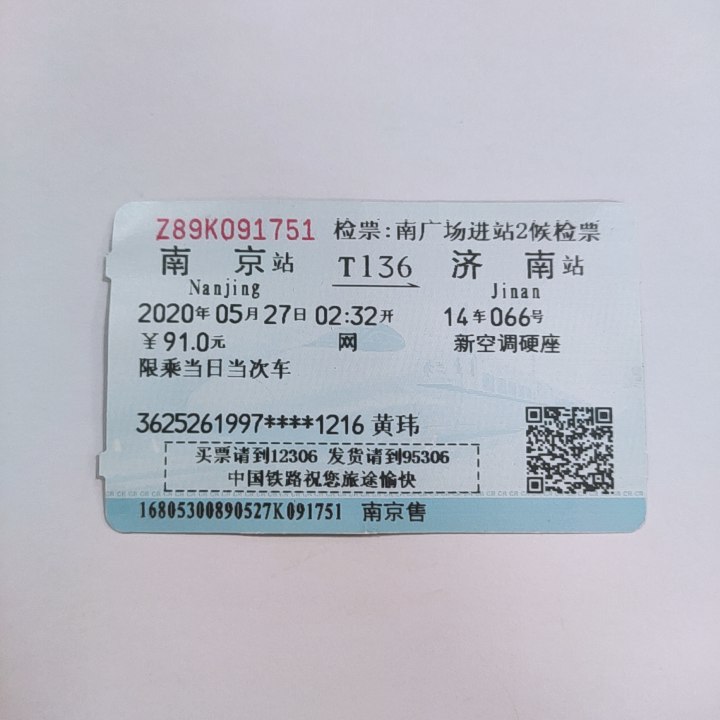 Z89K091751 检票:南广场进站2候检票
南京站 T136 济南站
Nanjing Jinan
2020年05月27日02:32开 14车066号
￥91.0元 网 新空调硬座
限乘当日当次车
3625261997****1216 黄玮
买票请到12306 发货请到95306
中国铁路祝您旅途愉快
16805300890527K091751 南京售